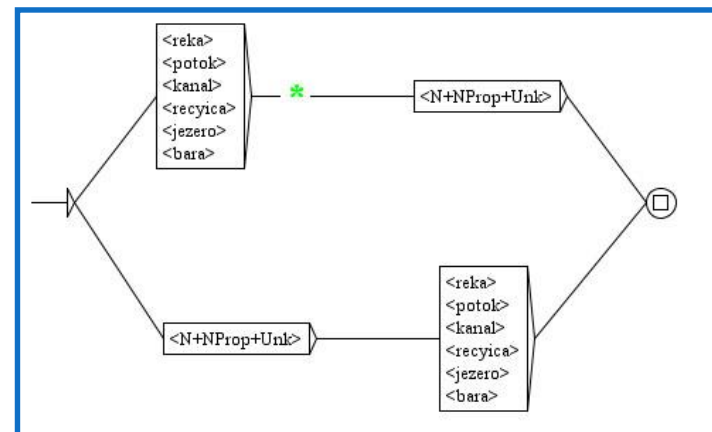 <reka>
<potok>
<kanal>
<recyica>
<jezero>
<bara>
*
<N+NProp+Unk>
<N+NProp+Unk>
<reka>
<potok>
<kanal>
<recyica>
<jezero>
<bara>